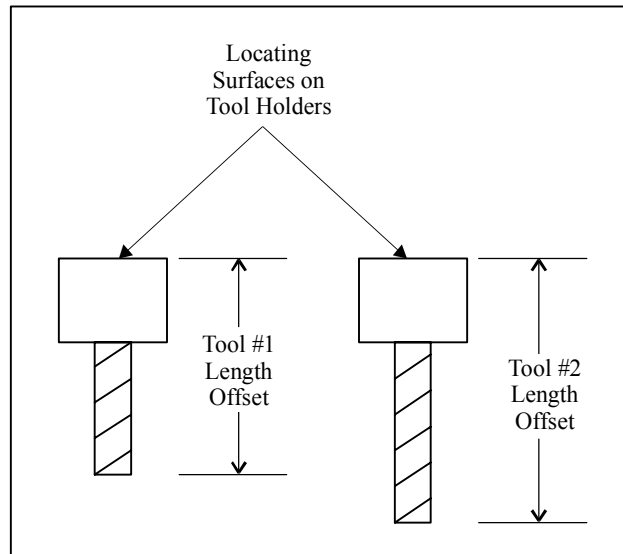 Locating
Surfaces on
Tool Holders
Tool #1
Length
Offset
Tool #2
Length
Offset